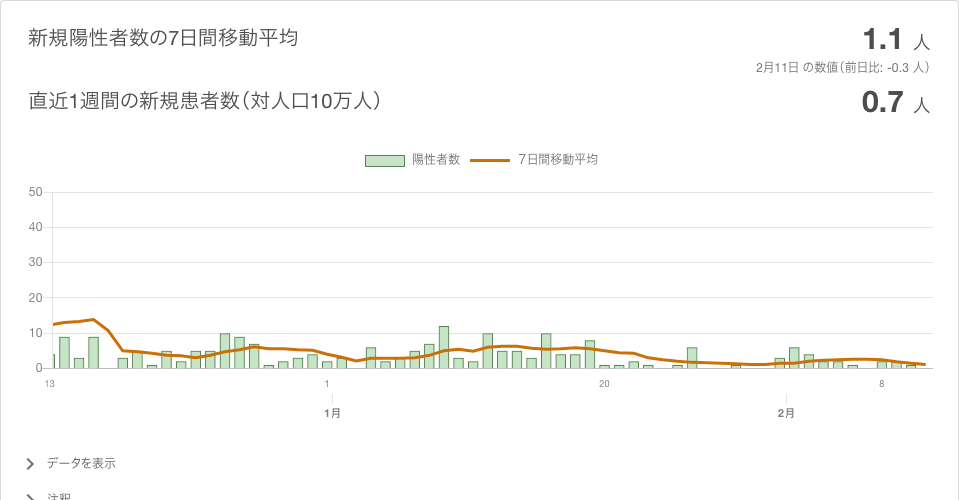 新規陽性者数の7日間移動平均
1.1 人
2月11日 の数値（前日比: -0.3 人）
直近1週間の新規患者数（対人口10万人）
0.7 人
陽性者数 7日間移動平均
50
40
30
20
10
0
13 1 20 8
1月 2月
データを表示
注釈